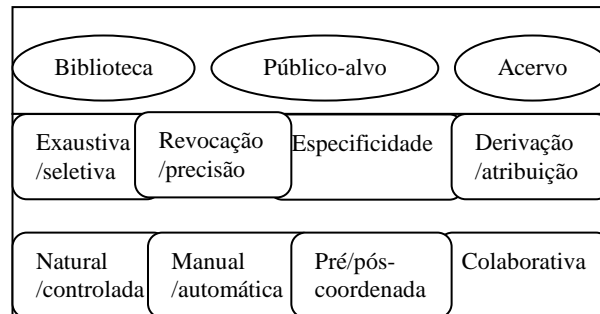 Biblioteca Público-alvo Acervo
Exaustiva
/seletiva
Revocação
/precisão
Especificidade
Derivação
/atribuição
Natural
/controlada
Manual
/automática
Pré/pós-
coordenada
Colaborativa